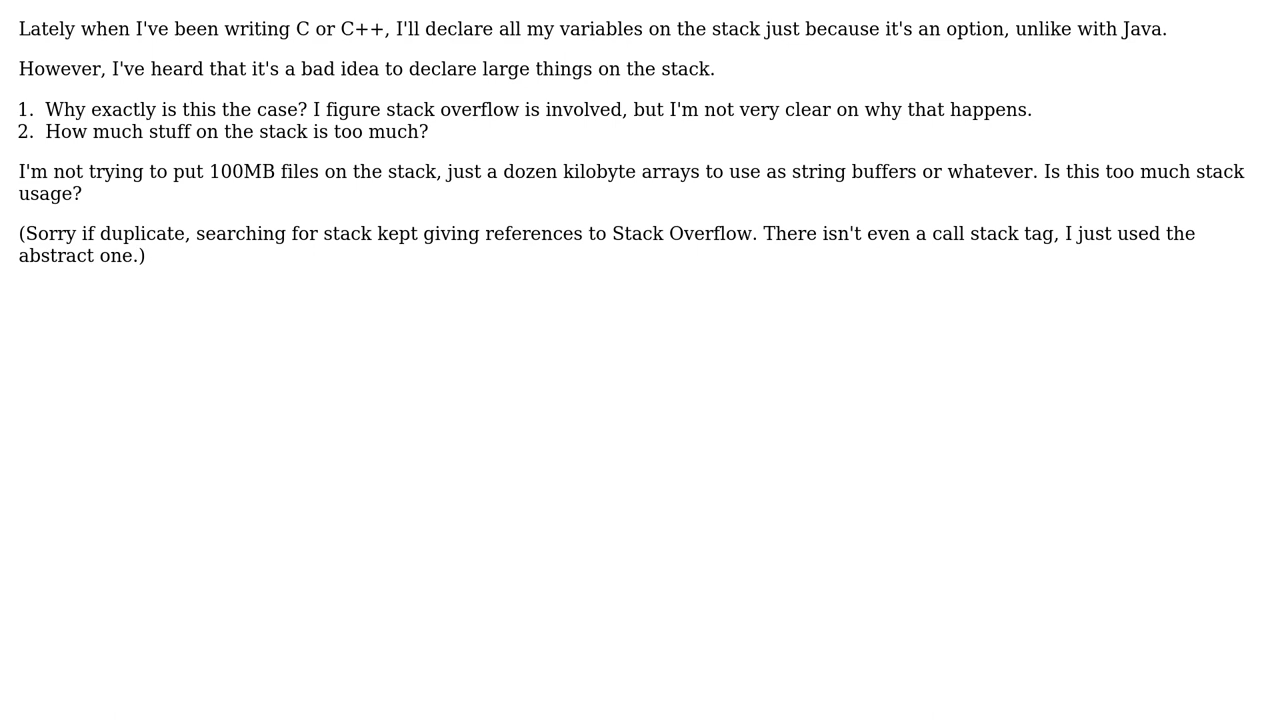 Lately when I've been writing C or C++, I'll declare all my variables on the stack just because it's an option, unlike with Java.
However, I've heard that it's a bad idea to declare large things on the stack.
1. Why exactly is this the case? I figure stack overflow is involved, but I'm not very clear on why that happens.
2. How much stuff on the stack is too much?
I'm not trying to put 100MB files on the stack, just a dozen kilobyte arrays to use as string buffers or whatever. Is this too much stack
usage?
(Sorry if duplicate, searching for stack kept giving references to Stack Overflow. There isn't even a call stack tag, I just used the
abstract one.)